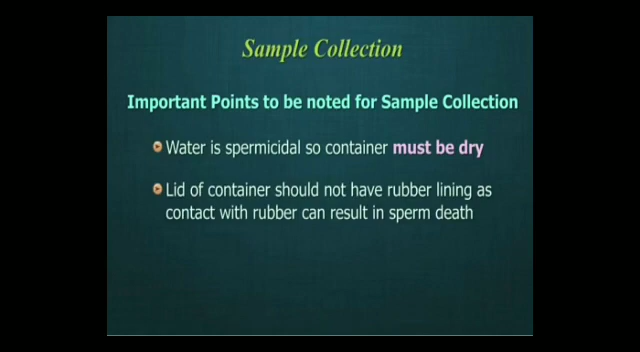 Sample Collection
Important Points to be noted for Sample Collection
Water is spermicidal so container must be dry
Lid of container should not have rubber lining as
contact with rubber can result in sperm death